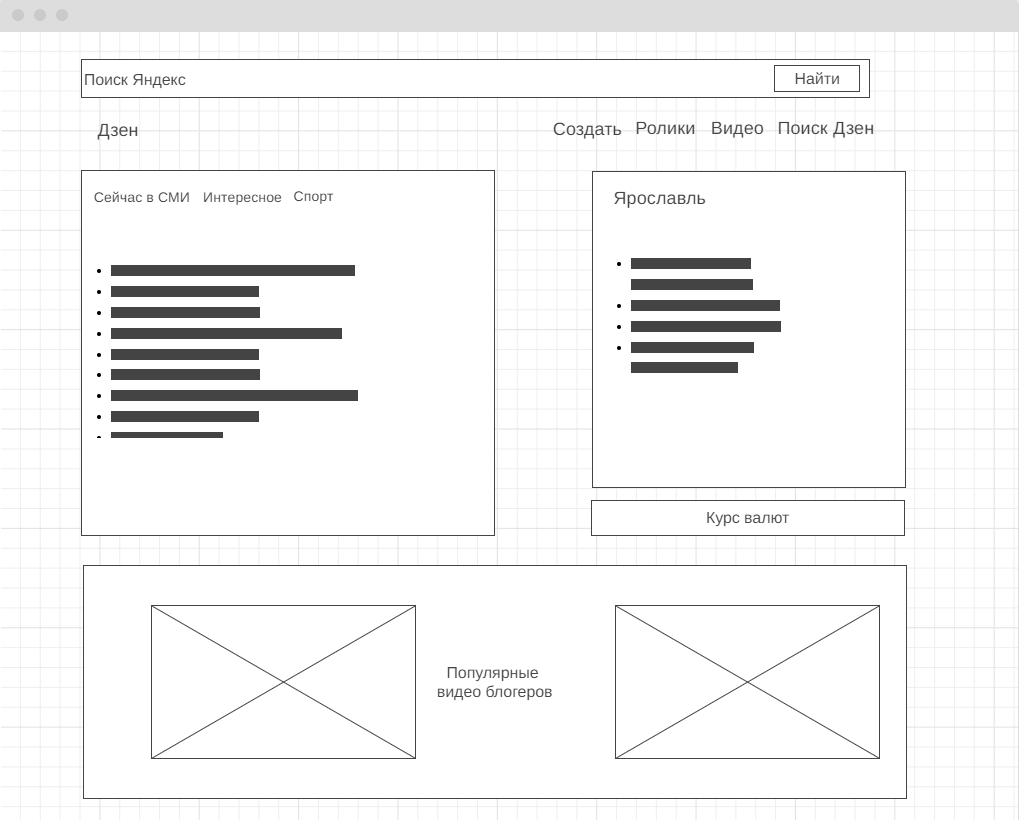 Поиск Яндекс
Найти
Дзен
Создать Ролики Видео Поиск Дзен
Сейчас в СМИ Интересное Спорт
Ярославль
Курс валют
Популярные
видео блогеров